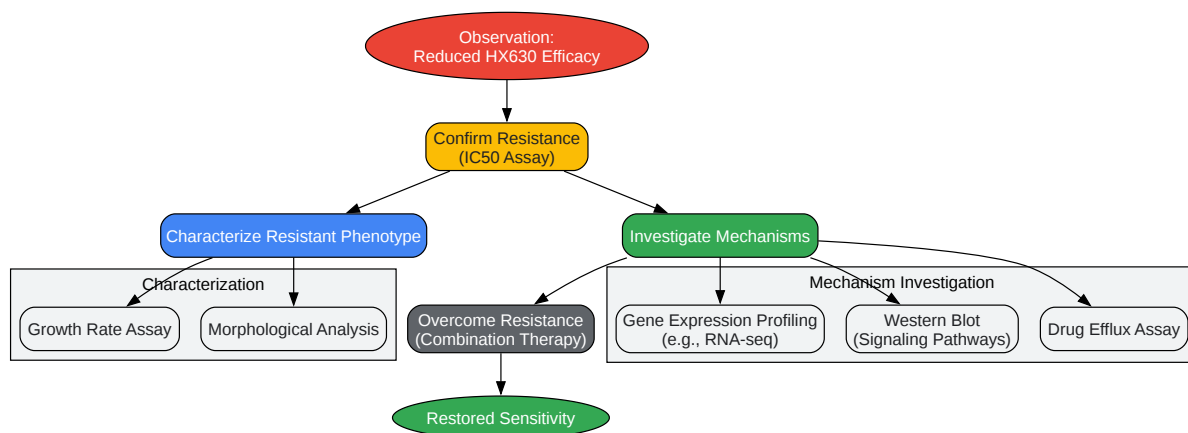 Observation:
Reduced HX630 Efficacy
Confirm Resistance
(IC50 Assay)
Characterize Resistant Phenotype
Investigate Mechanisms
Characterization
Mechanism Investigation
Growth Rate Assay
Morphological Analysis
Overcome Resistance
(Combination Therapy)
Gene Expression Profiling
(e.g., RNA-seq)
Western Blot
(Signaling Pathways)
Drug Efflux Assay
Restored Sensitivity